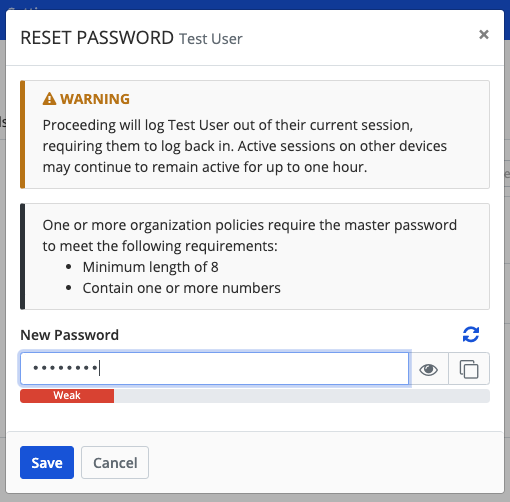 RESET PASSWORD Test User
×
WARNING
Proceeding will log Test User out of their current session,
requiring them to log back in. Active sessions on other devices
may continue to remain active for up to one hour.
One or more organization policies require the master password
to meet the following requirements:
• Minimum length of 8
• Contain one or more numbers
New Password
••••••••
Weak
Save
Cancel